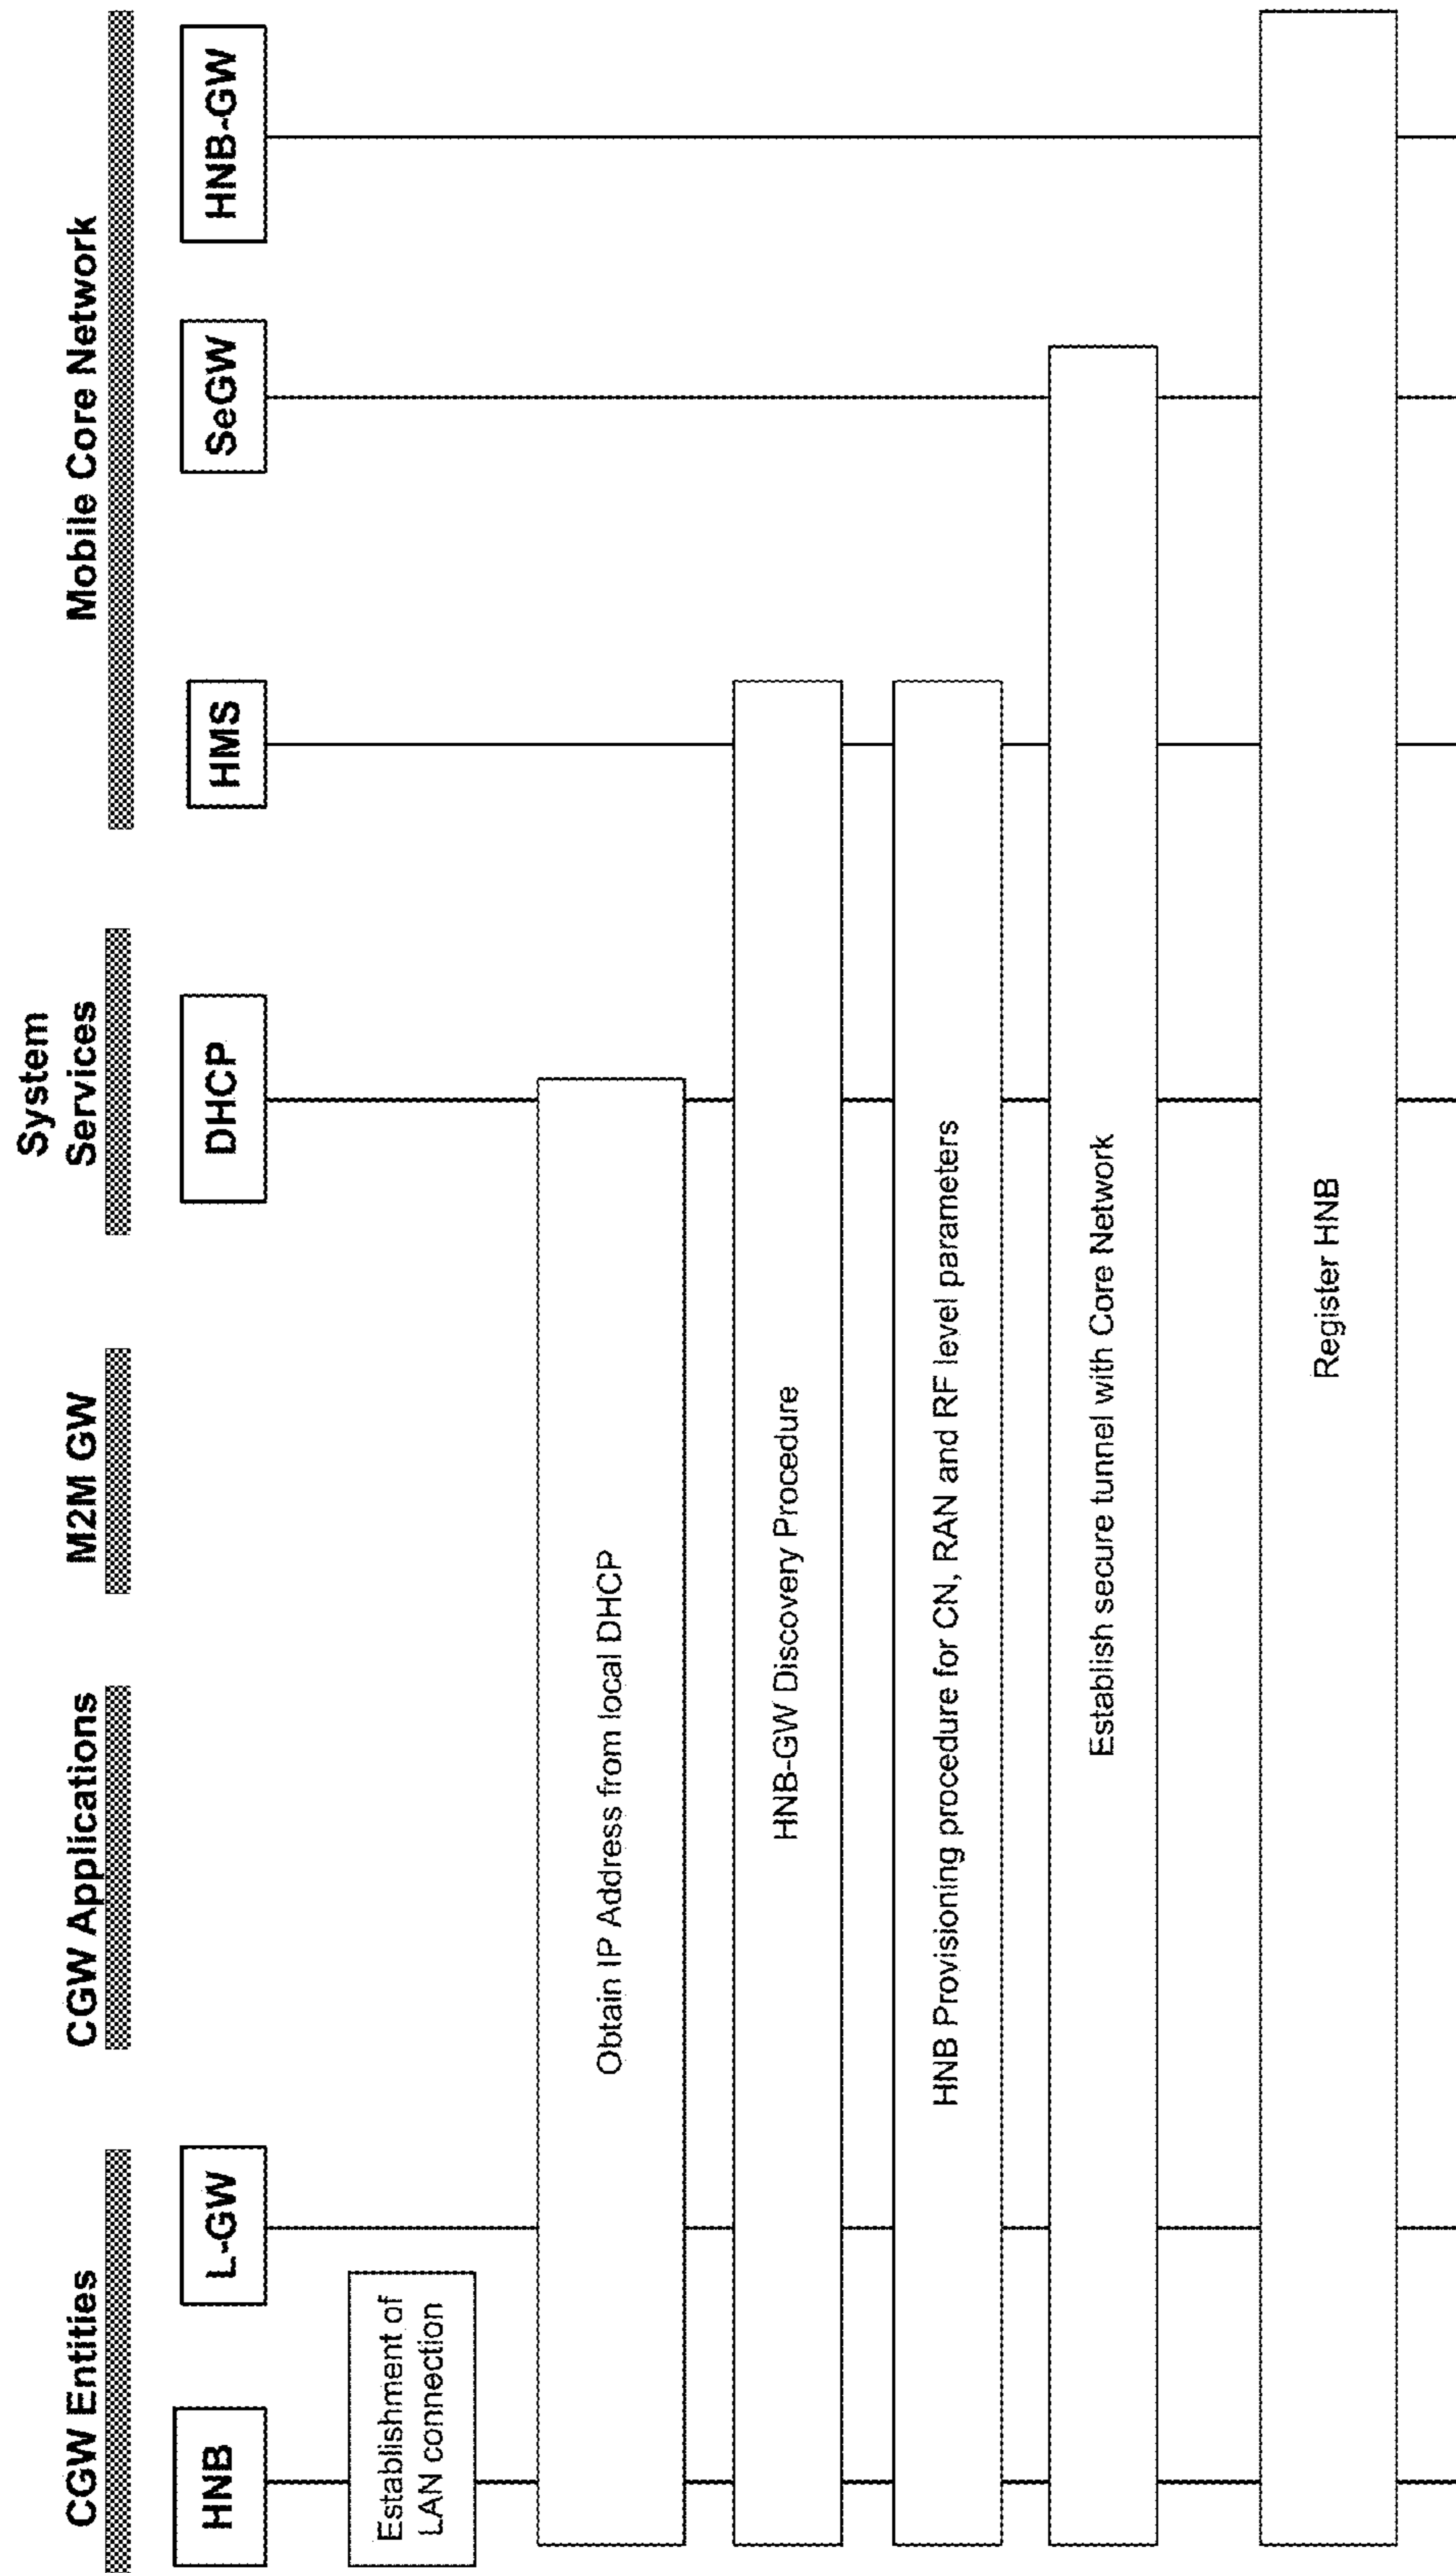 CGW Entities
CGW Applications
M2M GW
System
Services
Mobile Core Network
HNB
L-GW
DHCP
HMS
SeGW
HNB-GW
Establishment of
LAN connection
Obtain IP Address from local DHCP
HNB-GW Discovery Procedure
HNB Provisioning procedure for CN, RAN and RF level parameters
Establish secure tunnel with Core Network
Register HNB